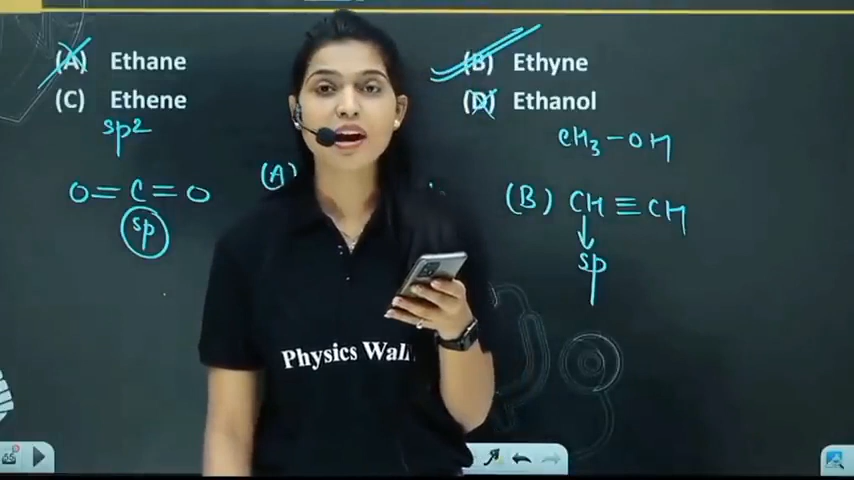 (A) Ethane
(B) Ethyne
(C) Ethene
(D) Ethanol
sp2
CH3-OH
O=C=O
sp
(A)
(B) CH≡CH
sp
Physics Wall